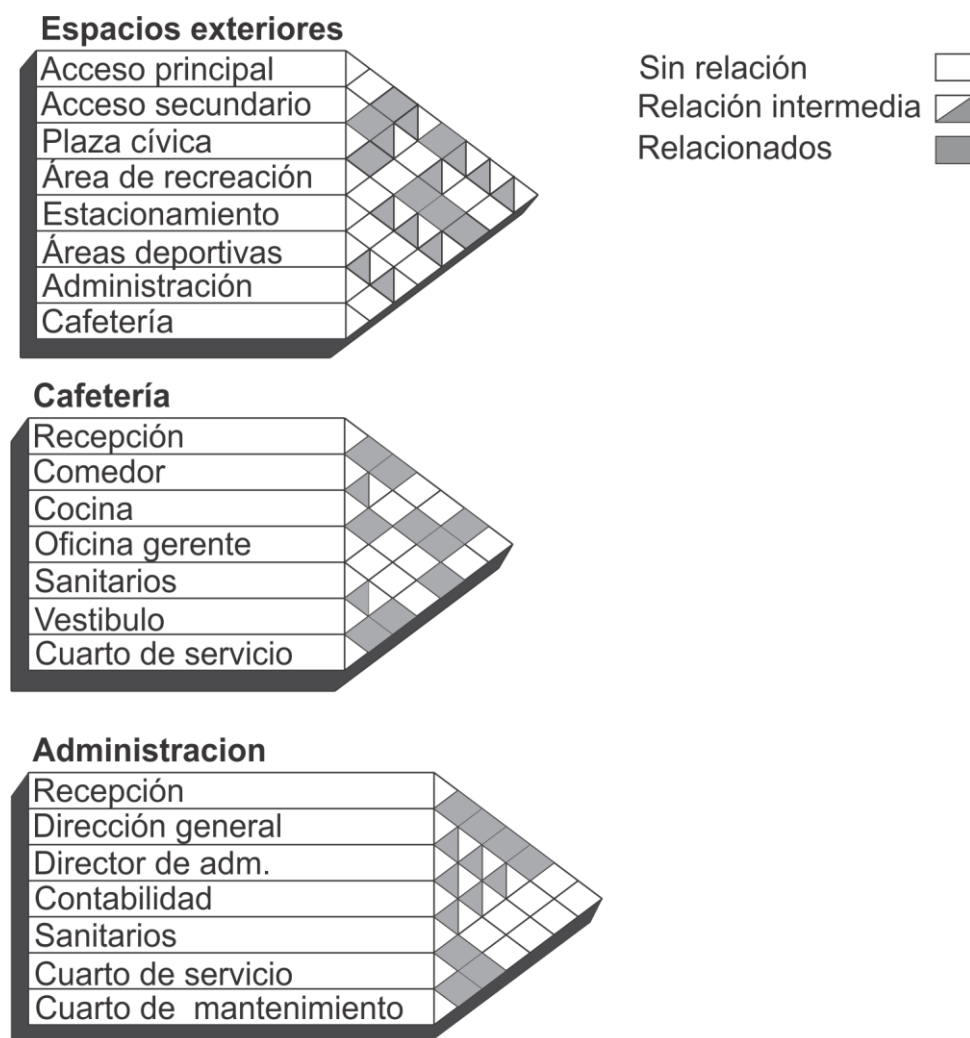 Espacios exteriores
Acceso principal
Acceso secundario
Plaza cívica
Área de recreación
Estacionamiento
Áreas deportivas
Administración
Cafetería
Sin relación
Relación intermedia
Relacionados
Cafetería
Recepción
Comedor
Cocina
Oficina gerente
Sanitarios
Vestibulo
Cuarto de servicio
Administracion
Recepción
Dirección general
Director de adm.
Contabilidad
Sanitarios
Cuarto de servicio
Cuarto de mantenimiento